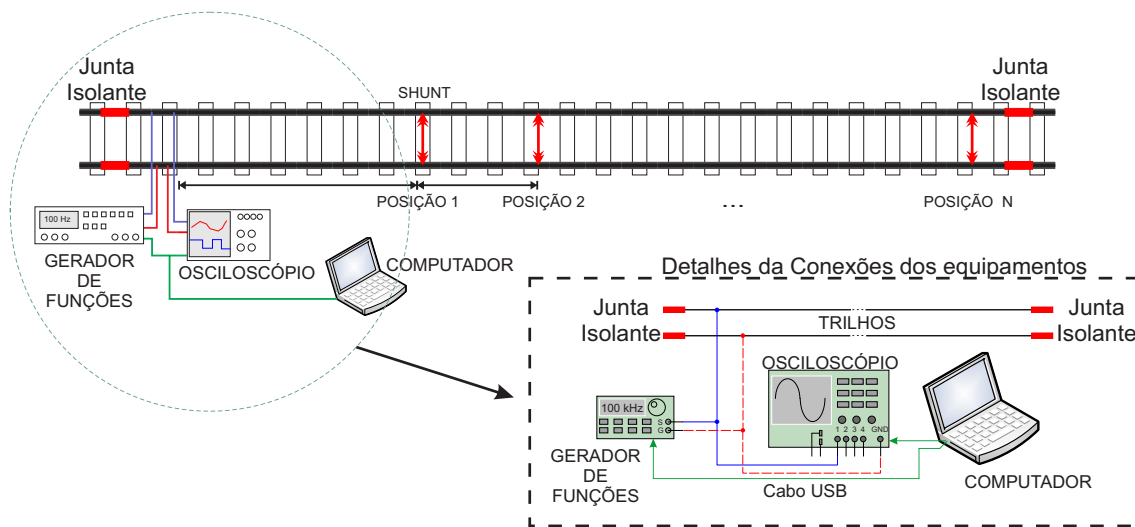 Junta
Isolante
SHUNT
Junta
Isolante
POSIÇÃO 1
POSIÇÃO 2
...
POSIÇÃO N
100 Hz
GERADOR
DE
FUNÇÕES
OSCILOSCÓPIO
COMPUTADOR
Detalhes da Conexões dos equipamentos
Junta
Isolante
TRILHOS
Junta
Isolante
OSCILOSCÓPIO
100 kHz
S
G
1 2 3 4 GND
GERADOR
DE
FUNÇÕES
Cabo USB
COMPUTADOR